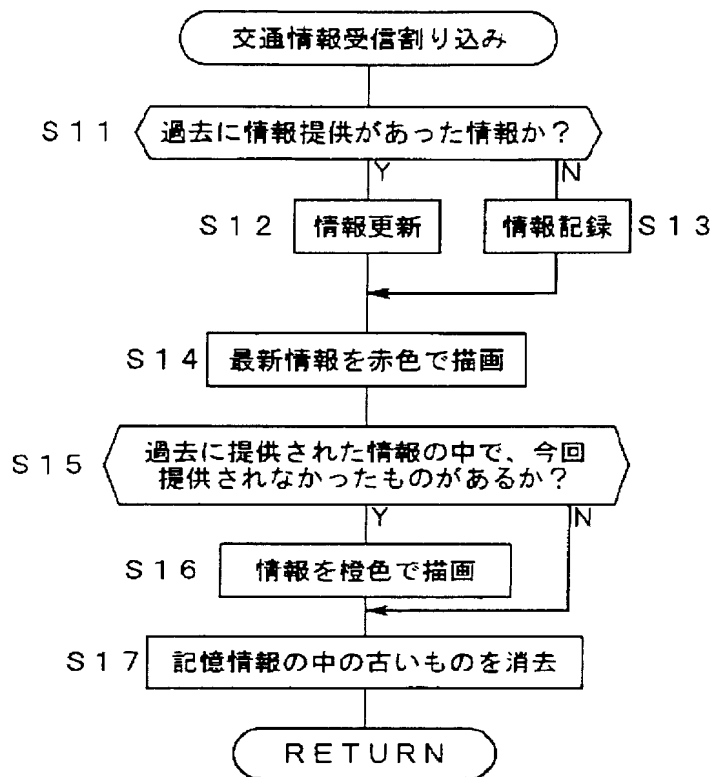 交通情報受信割り込み
S11 過去に情報提供があった情報か？
Y N
S12 情報更新 情報記録 S13
S14 最新情報を赤色で描画
過去に提供された情報の中で、今回
S15 提供されなかったものがあるか？
Y N
S16 情報を橙色で描画
S17 記憶情報の中の古いものを消去
RETURN